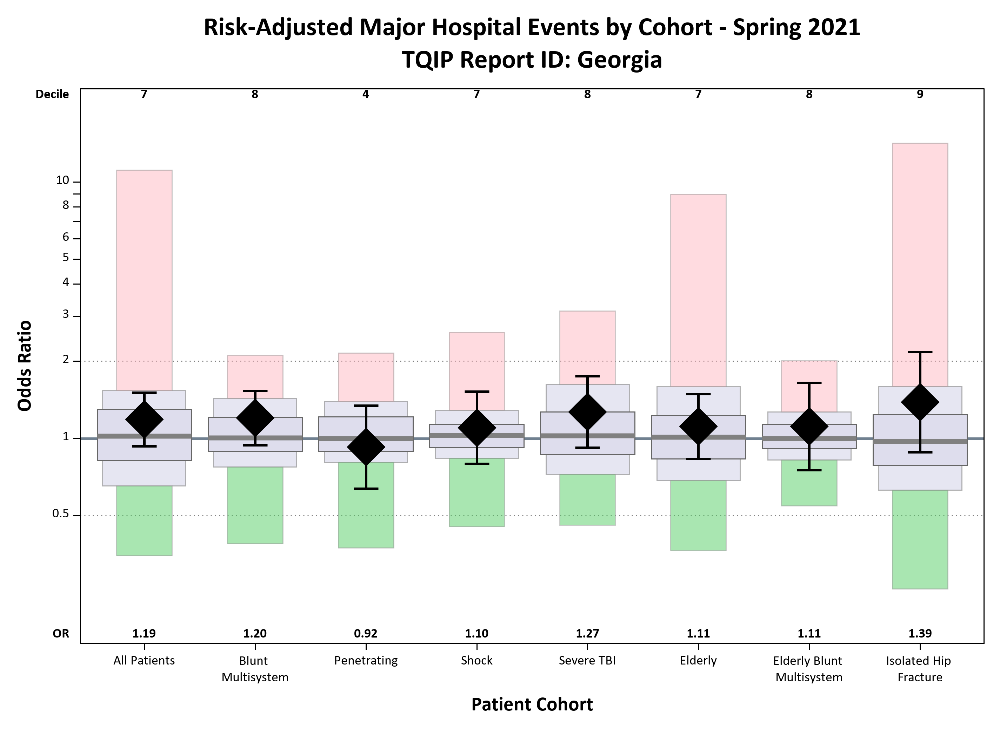 Risk-Adjusted Major Hospital Events by Cohort - Spring 2021
TQIP Report ID: Georgia
Decile 7 8 4 7 8 7 8 9
10
8
6
5
4
3
2
1
0.5
Odds Ratio
OR 1.19 1.20 0.92 1.10 1.27 1.11 1.11 1.39
All Patients Blunt Penetrating Shock Severe TBI Elderly Elderly Blunt Isolated Hip
Multisystem Multisystem Fracture
Patient Cohort